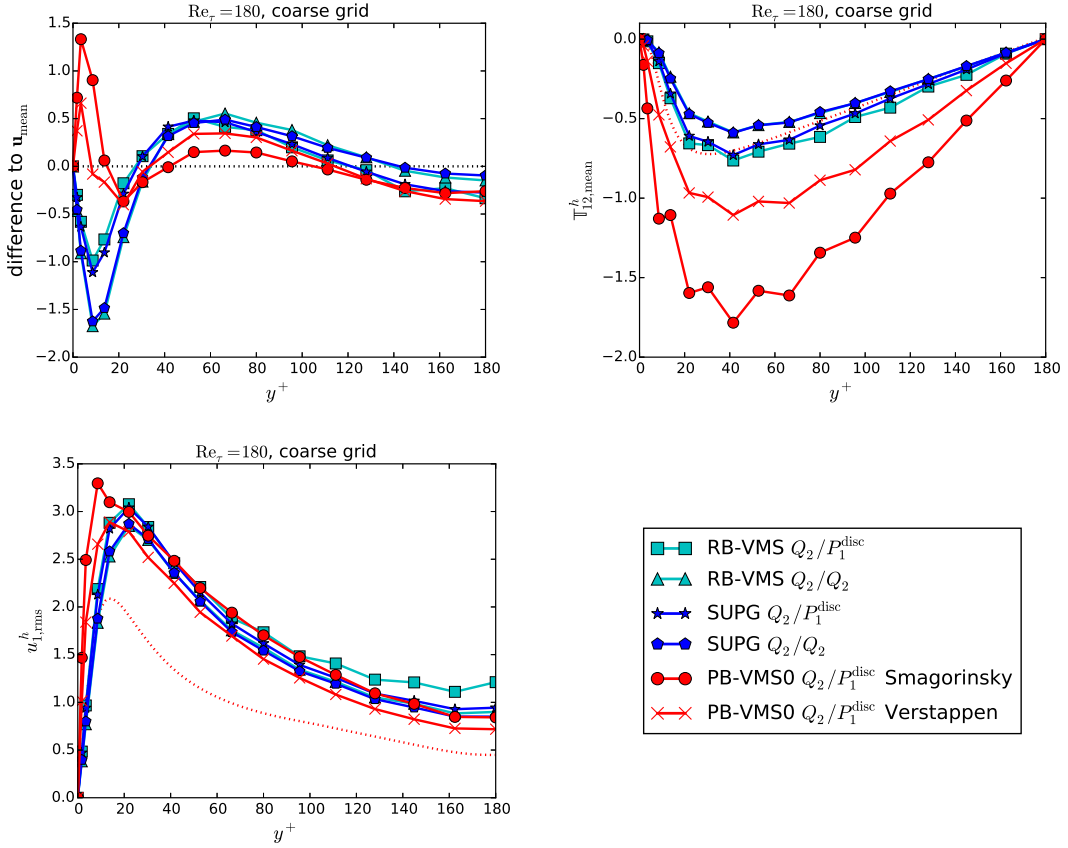 Re_τ = 180, coarse grid
difference to u_mean
1.5
1.0
0.5
0.0
−0.5
−1.0
−1.5
−2.0
0 20 40 60 80 100 120 140 160 180
y^+
Re_τ = 180, coarse grid
𝕋^h_{12,mean}
0.0
−0.5
−1.0
−1.5
−2.0
0 20 40 60 80 100 120 140 160 180
y^+
Re_τ = 180, coarse grid
u^h_{1,rms}
3.5
3.0
2.5
2.0
1.5
1.0
0.5
0.0
0 20 40 60 80 100 120 140 160 180
y^+
RB-VMS Q_2/P_1^disc
RB-VMS Q_2/Q_2
SUPG Q_2/P_1^disc
SUPG Q_2/Q_2
PB-VMS0 Q_2/P_1^disc Smagorinsky
PB-VMS0 Q_2/P_1^disc Verstappen